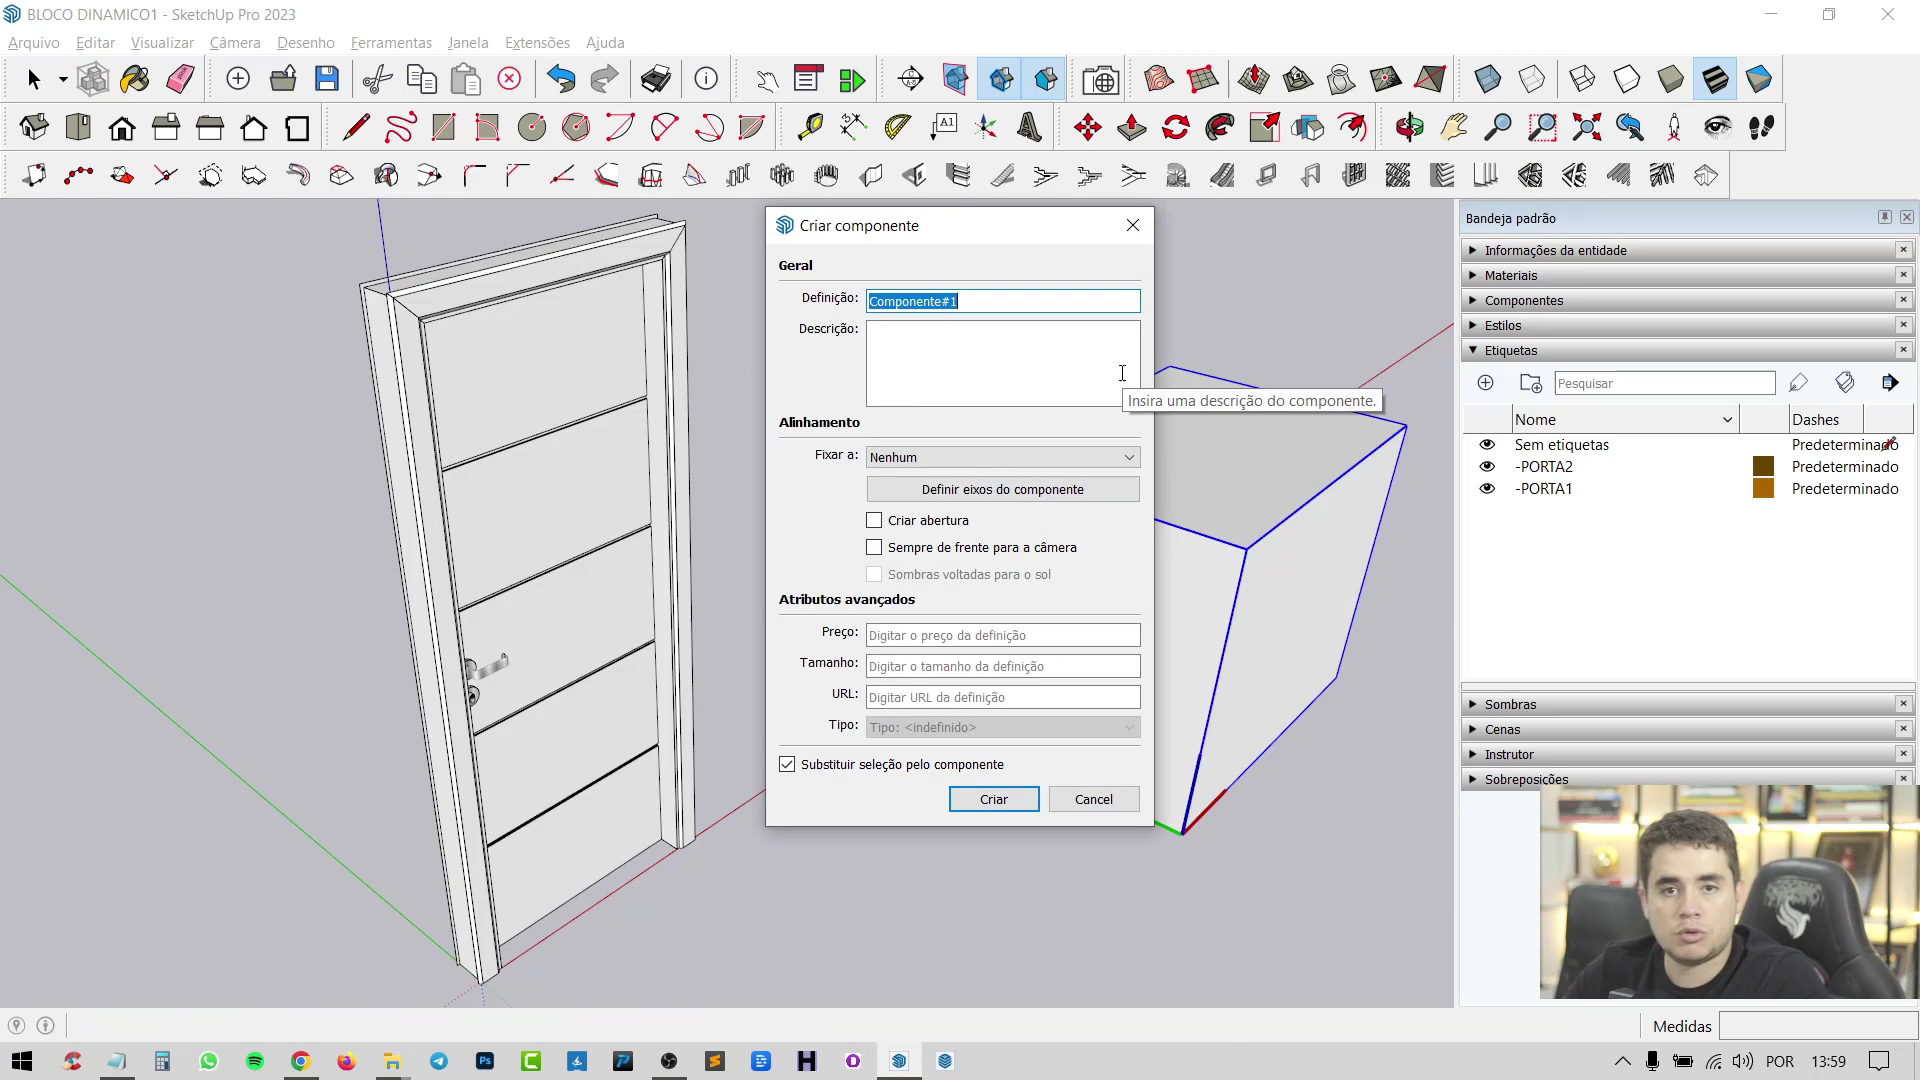 BLOCO DINAMICO1 - SketchUp Pro 2023
Arquivo Editar Visualizar Câmera Desenho Ferramentas Janela Extensões Ajuda
A1
Criar componente
Geral
Definição: Componente#1
Descrição:
Insira uma descrição do componente.
Alinhamento
Fixar a: Nenhum
Definir eixos do componente
Criar abertura
Sempre de frente para a câmera
Sombras voltadas para o sol
Atributos avançados
Preço: Digitar o preço da definição
Tamanho: Digitar o tamanho da definição
URL: Digitar URL da definição
Tipo: Tipo: <indefinido>
Substituir seleção pelo componente
Criar Cancel
Bandeja padrão
Informações da entidade
Materiais
Componentes
Estilos
Etiquetas
Pesquisar
Nome Dashes
Sem etiquetas Predeterminado
-PORTA2 Predeterminado
-PORTA1 Predeterminado
Sombras
Cenas
Instrutor
Sobreposições
Medidas
POR 13:59